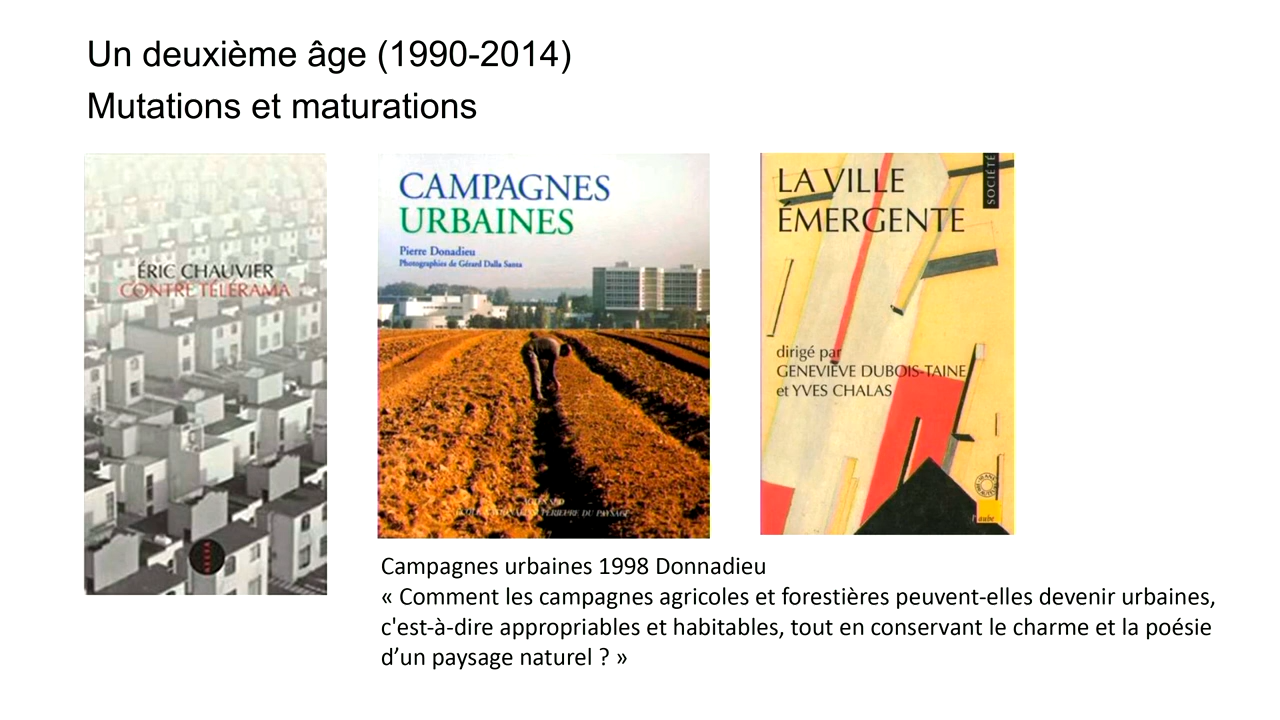 Un deuxième âge (1990-2014)
Mutations et maturations
ÉRIC CHAUVIER
CONTRE TÉLÉRAMA
CAMPAGNES
URBAINES
Pierre Donadieu
Photographies de Gérard Dalla Santa
LA VILLE
ÉMERGENTE
SOCIÉTÉ
dirigé par
GENEVIÈVE DUBOIS-TAINE
et YVES CHALAS
l'aube
Campagnes urbaines 1998 Donnadieu
« Comment les campagnes agricoles et forestières peuvent-elles devenir urbaines,
c'est-à-dire appropriables et habitables, tout en conservant le charme et la poésie
d’un paysage naturel ? »